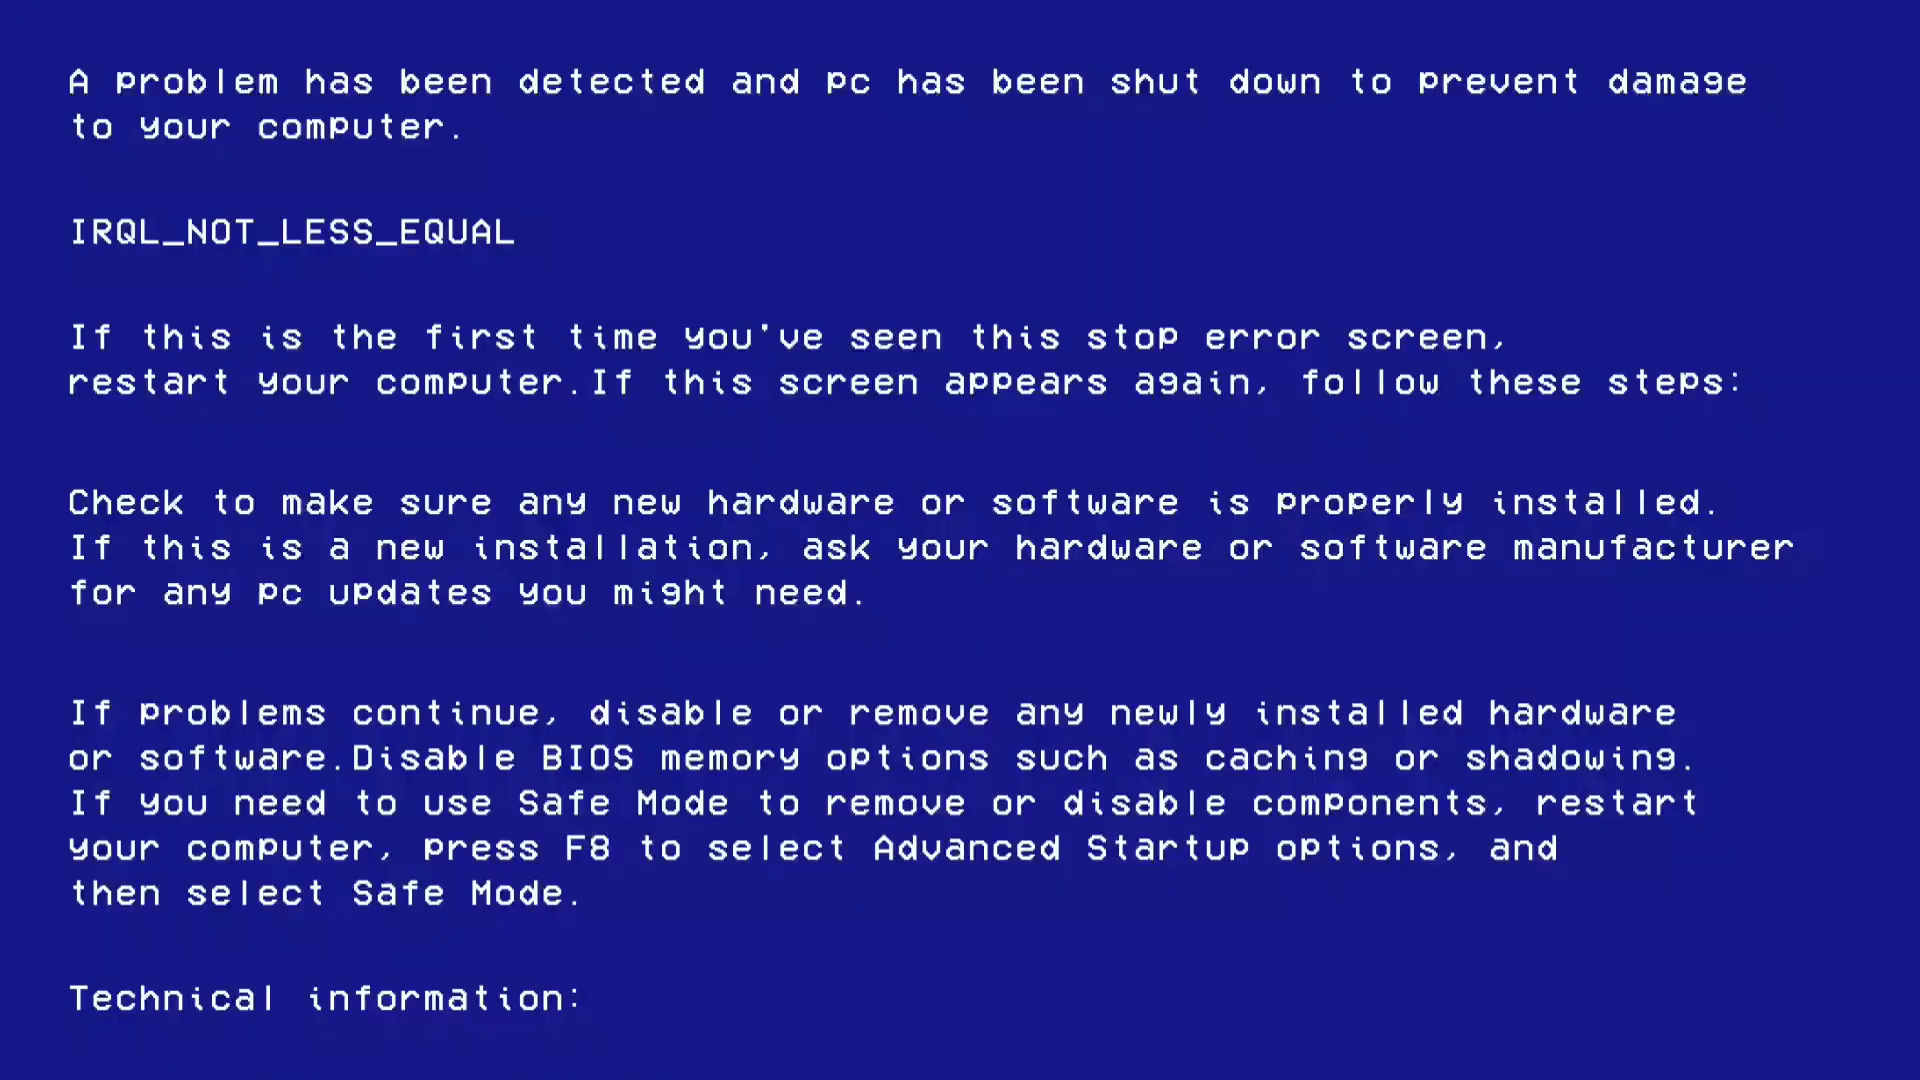 A problem has been detected and pc has been shut down to prevent damage
to your computer.
IRQL_NOT_LESS_EQUAL
If this is the first time you've seen this stop error screen,
restart your computer.If this screen appears again, follow these steps:
Check to make sure any new hardware or software is properly installed.
If this is a new installation, ask your hardware or software manufacturer
for any pc updates you might need.
If problems continue, disable or remove any newly installed hardware
or software.Disable BIOS memory options such as caching or shadowing.
If you need to use Safe Mode to remove or disable components, restart
your computer, press F8 to select Advanced Startup options, and
then select Safe Mode.
Technical information: